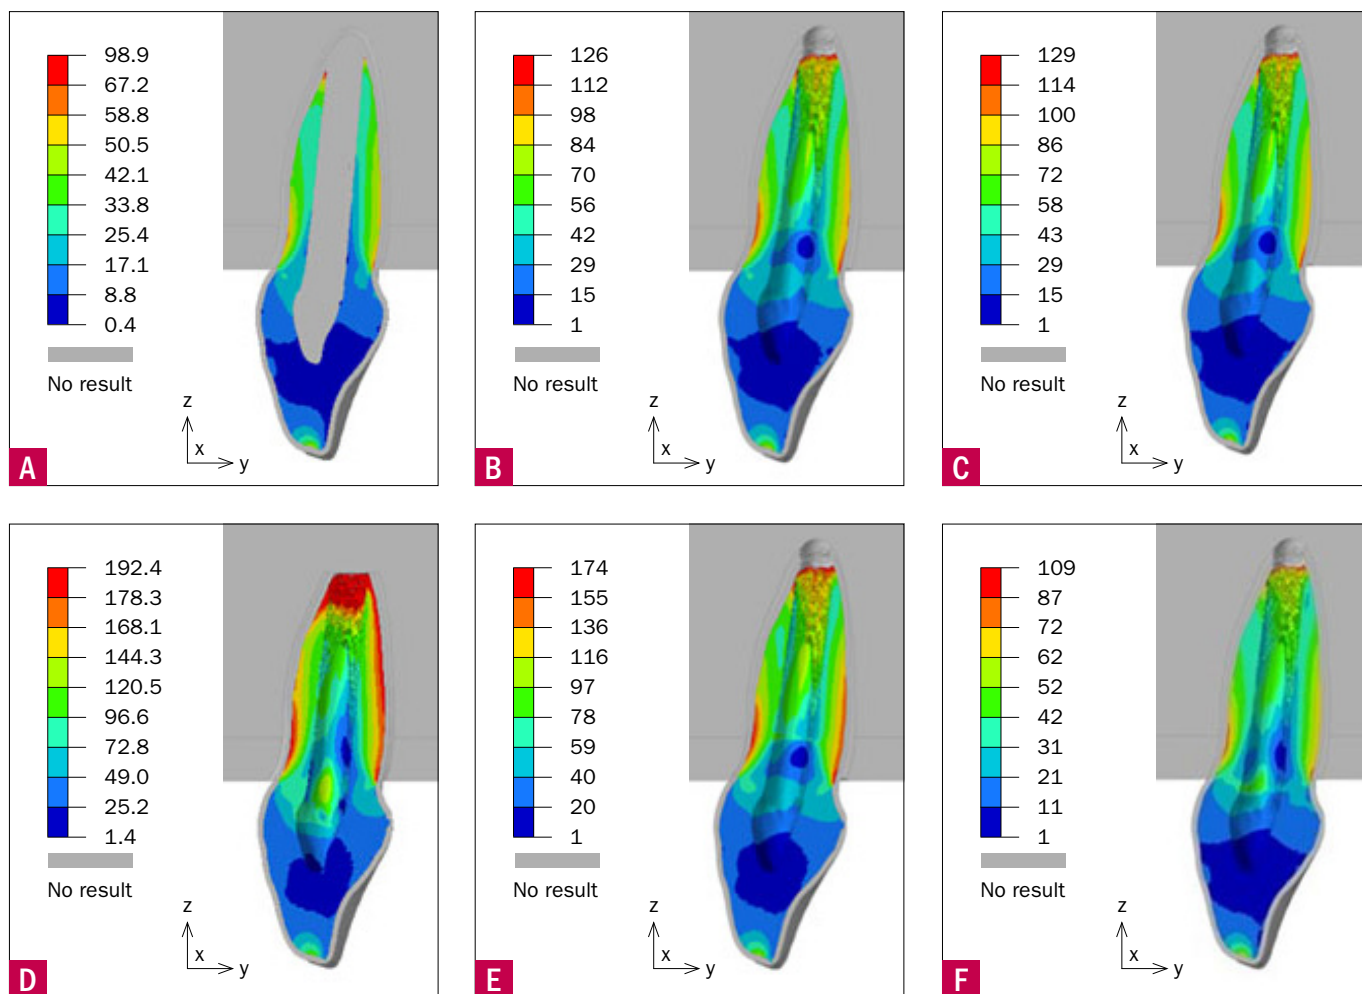 98.9
67.2
58.8
50.5
42.1
33.8
25.4
17.1
8.8
0.4
No result
z
x
y
A
126
112
98
84
70
56
42
29
15
1
No result
z
x
y
B
129
114
100
86
72
58
43
29
15
1
No result
z
x
y
C
192.4
178.3
168.1
144.3
120.5
96.6
72.8
49.0
25.2
1.4
No result
z
x
y
D
174
155
136
116
97
78
59
40
20
1
No result
z
x
y
E
109
87
72
62
52
42
31
21
11
1
No result
z
x
y
F